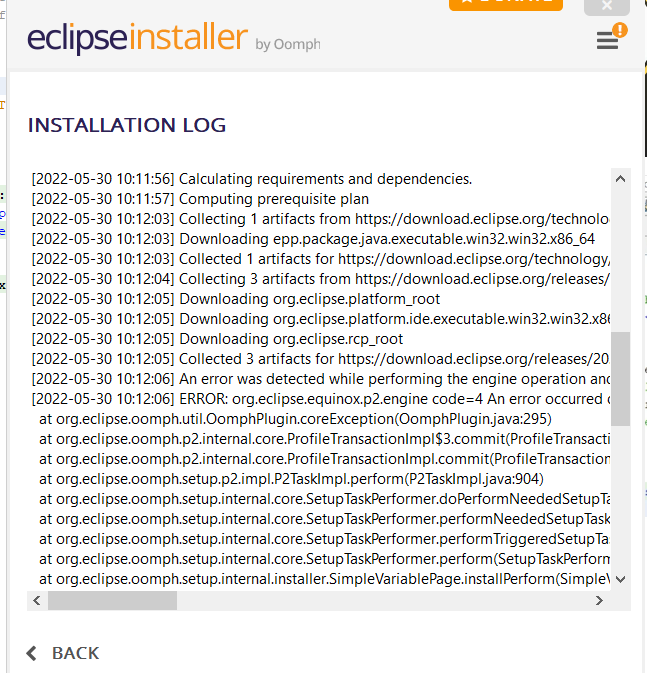 eclipseinstaller by Oomph
INSTALLATION LOG
[2022-05-30 10:11:56] Calculating requirements and dependencies.
[2022-05-30 10:11:57] Computing prerequisite plan
[2022-05-30 10:12:03] Collecting 1 artifacts from https://download.eclipse.org/technolo
[2022-05-30 10:12:03] Downloading epp.package.java.executable.win32.win32.x86_64
[2022-05-30 10:12:03] Collected 1 artifacts for https://download.eclipse.org/technology/
[2022-05-30 10:12:04] Collecting 3 artifacts from https://download.eclipse.org/releases/
[2022-05-30 10:12:05] Downloading org.eclipse.platform_root
[2022-05-30 10:12:05] Downloading org.eclipse.platform.ide.executable.win32.win32.x86
[2022-05-30 10:12:05] Downloading org.eclipse.rcp_root
[2022-05-30 10:12:05] Collected 3 artifacts for https://download.eclipse.org/releases/20
[2022-05-30 10:12:06] An error was detected while performing the engine operation and
[2022-05-30 10:12:06] ERROR: org.eclipse.equinox.p2.engine code=4 An error occurred
at org.eclipse.oomph.util.OomphPlugin.coreException(OomphPlugin.java:295)
at org.eclipse.oomph.p2.internal.core.ProfileTransactionImpl$3.commit(ProfileTransacti
at org.eclipse.oomph.p2.internal.core.ProfileTransactionImpl.commit(ProfileTransaction
at org.eclipse.oomph.setup.p2.impl.P2TaskImpl.perform(P2TaskImpl.java:904)
at org.eclipse.oomph.setup.internal.core.SetupTaskPerformer.doPerformNeededSetupTa
at org.eclipse.oomph.setup.internal.core.SetupTaskPerformer.performNeededSetupTask
at org.eclipse.oomph.setup.internal.core.SetupTaskPerformer.performTriggeredSetupTas
at org.eclipse.oomph.setup.internal.core.SetupTaskPerformer.perform(SetupTaskPerform
at org.eclipse.oomph.setup.internal.installer.SimpleVariablePage.installPerform(SimpleV
BACK